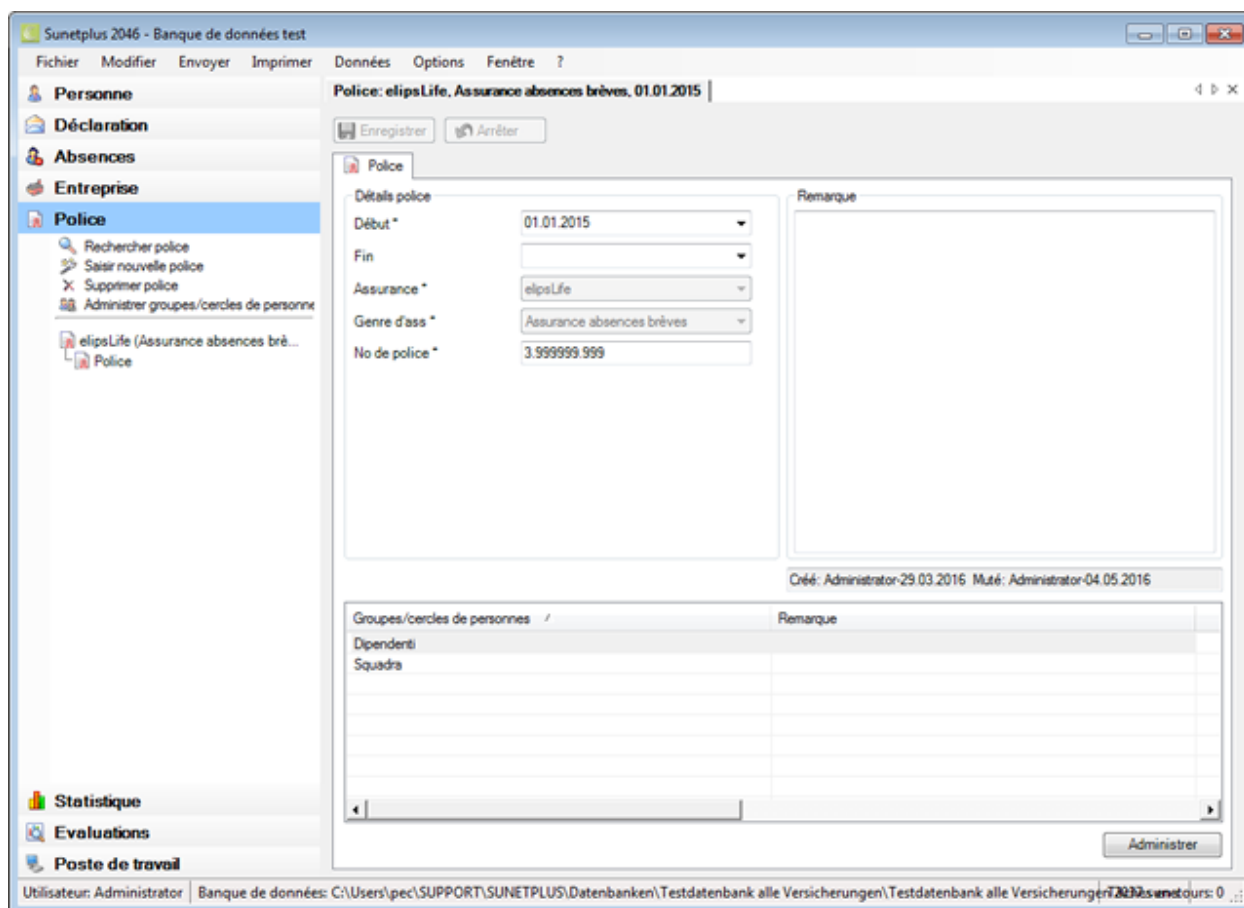 Sunetplus 2046 - Banque de données test
Fichier Modifier Envoyer Imprimer Données Options Fenêtre ?
Personne
Déclaration
Absences
Entreprise
Police
Rechercher police
Saisir nouvelle police
Supprimer police
Administrer groupes/cercles de personne
elipsLife (Assurance absences brè...
Police
Statistique
Evaluations
Poste de travail
Police: elipsLife, Assurance absences brèves, 01.01.2015
Enregistrer Arrêter
Police
Détails police
Début * 01.01.2015
Fin
Assurance * elipsLife
Genre d'ass * Assurance absences brèves
No de police * 3.999999.999
Remarque
Créé: Administrator-29.03.2016 Muté: Administrator-04.05.2016
Groupes/cercles de personnes Remarque
Dipendenti
Squadra
Administrer
Utilisateur: Administrator Banque de données: C:\Users\pec\SUPPORT\SUNETPLUS\Datenbanken\Testdatenbank alle Versicherungen\Testdatenbank alle Versicherungen tours: 0